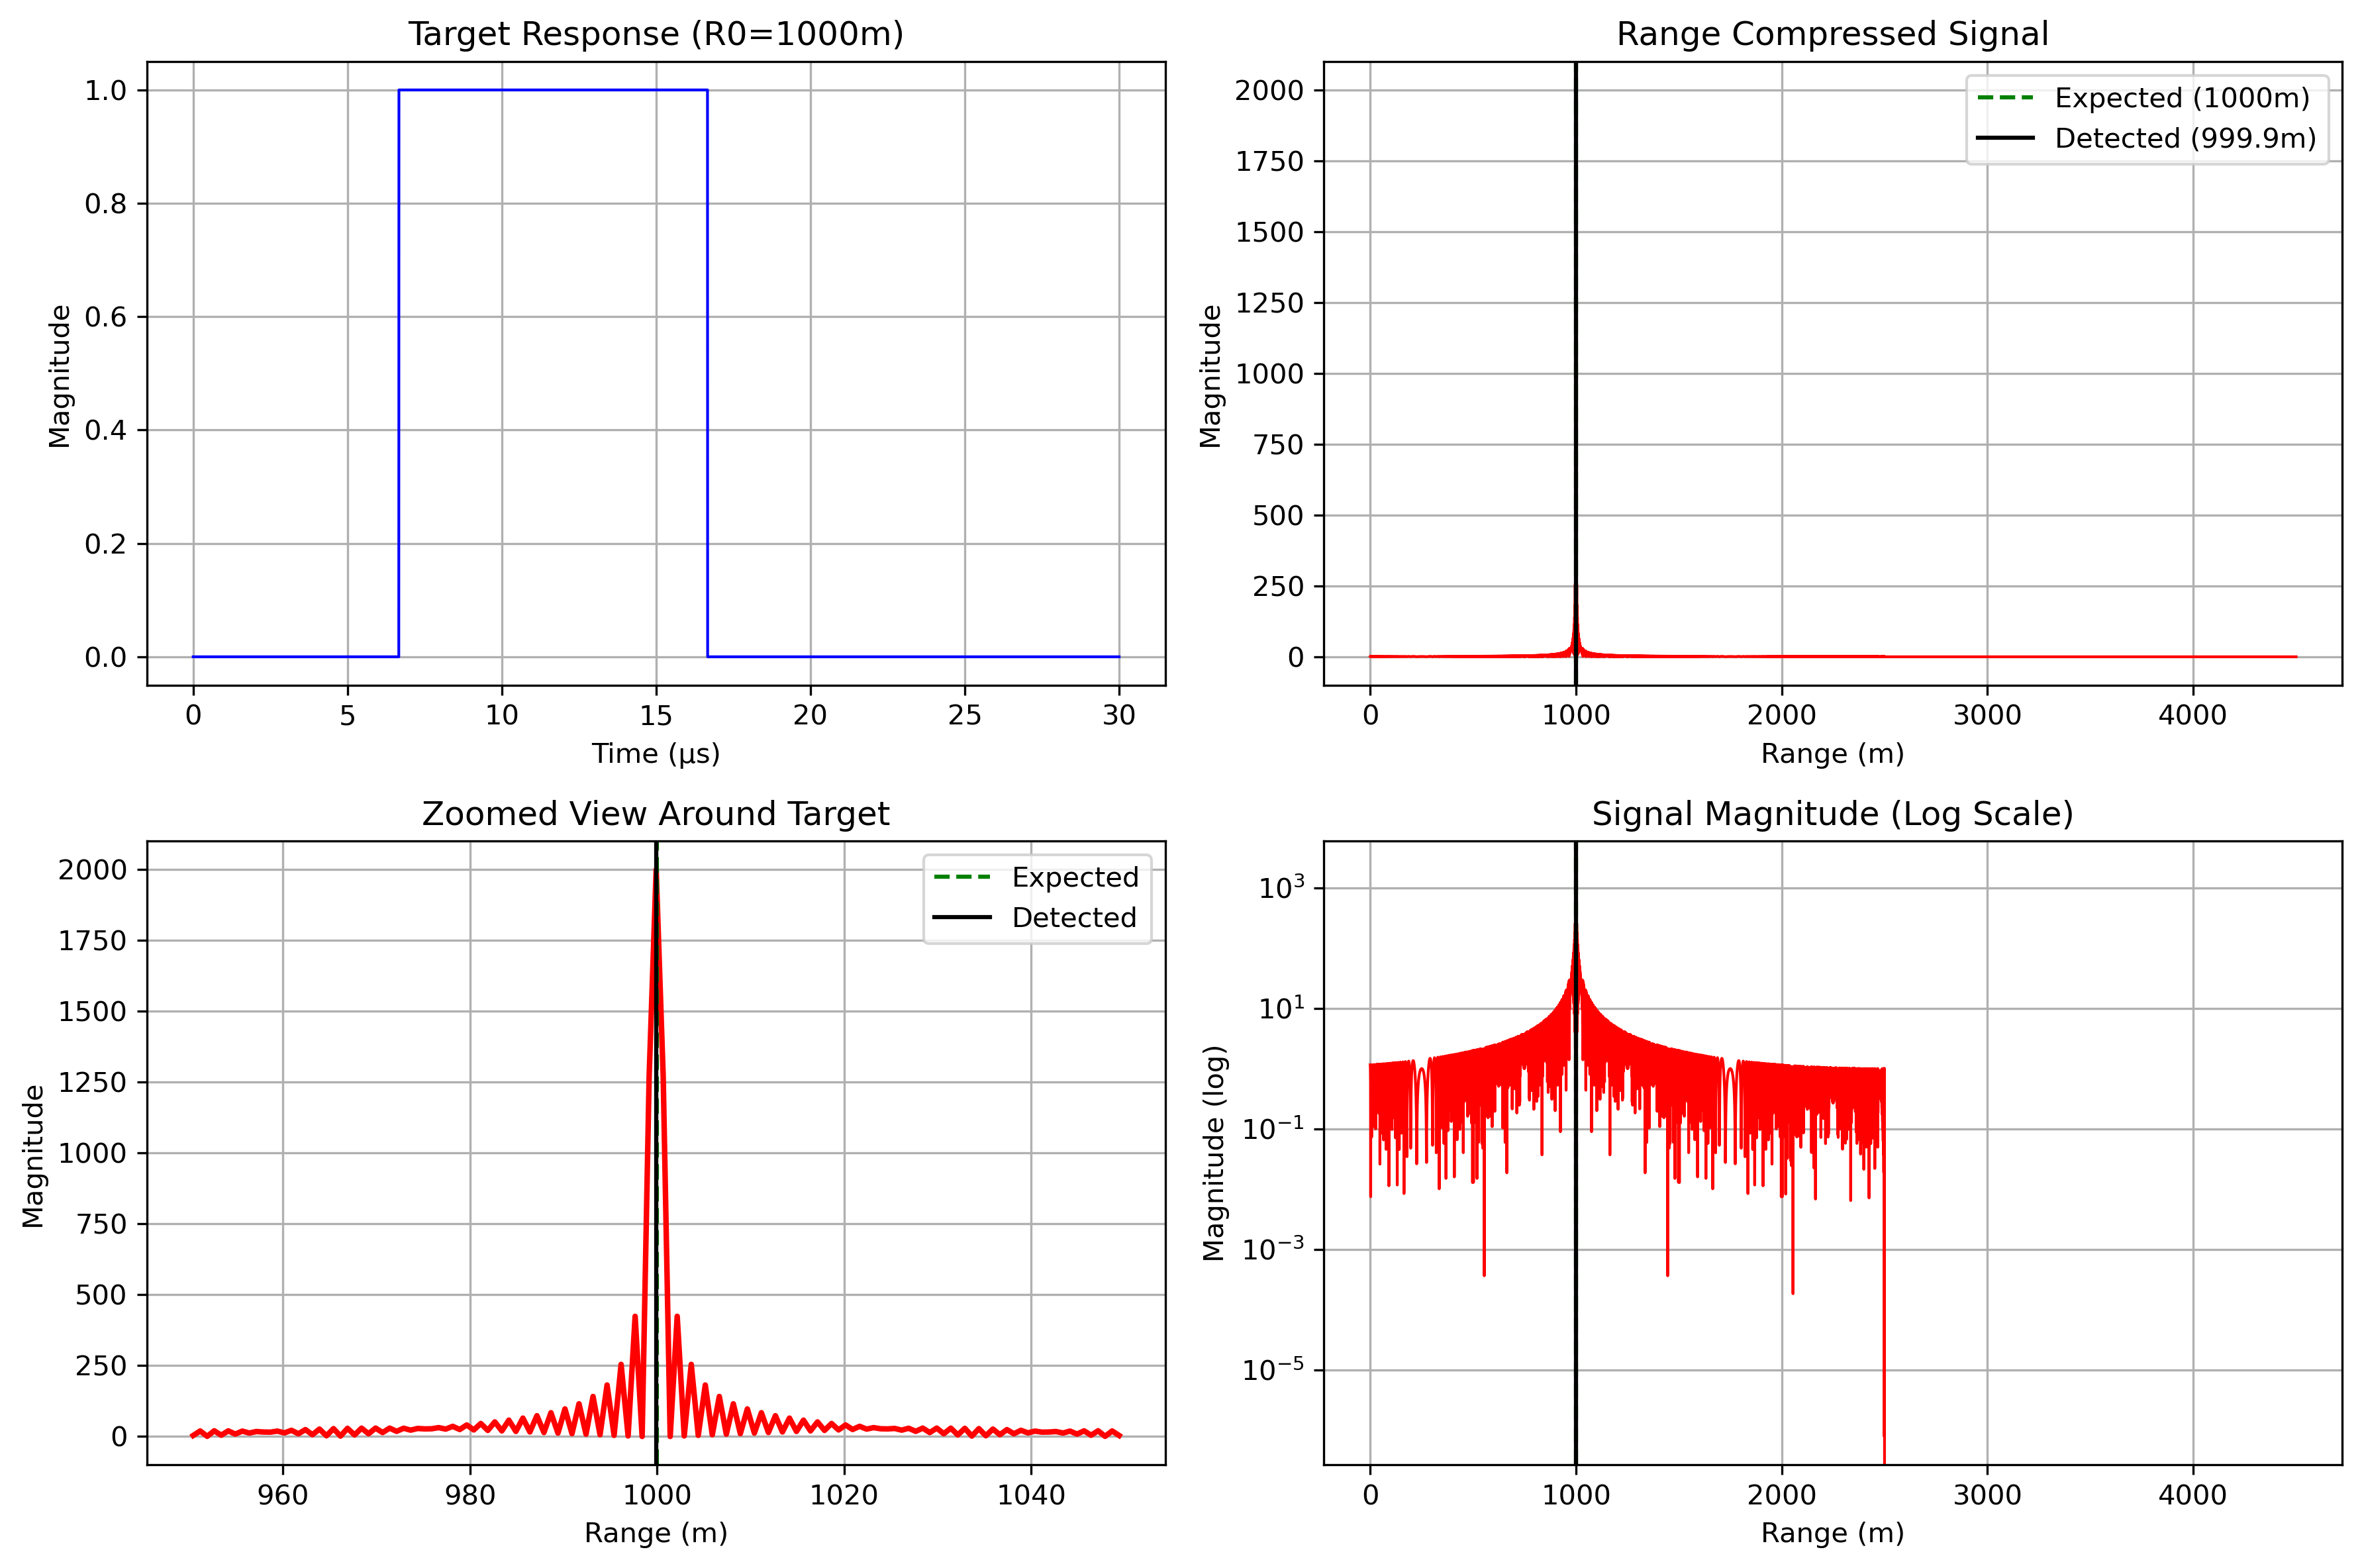 Target Response (R0=1000m)
Magnitude
1.0
0.8
0.6
0.4
0.2
0.0
0 5 10 15 20 25 30
Time (µs)
Range Compressed Signal
Magnitude
2000
1750
1500
1250
1000
750
500
250
0
Expected (1000m)
Detected (999.9m)
0 1000 2000 3000 4000
Range (m)
Zoomed View Around Target
Magnitude
2000
1750
1500
1250
1000
750
500
250
0
Expected
Detected
960 980 1000 1020 1040
Range (m)
Signal Magnitude (Log Scale)
Magnitude (log)
10³
10¹
10⁻¹
10⁻³
10⁻⁵
0 1000 2000 3000 4000
Range (m)